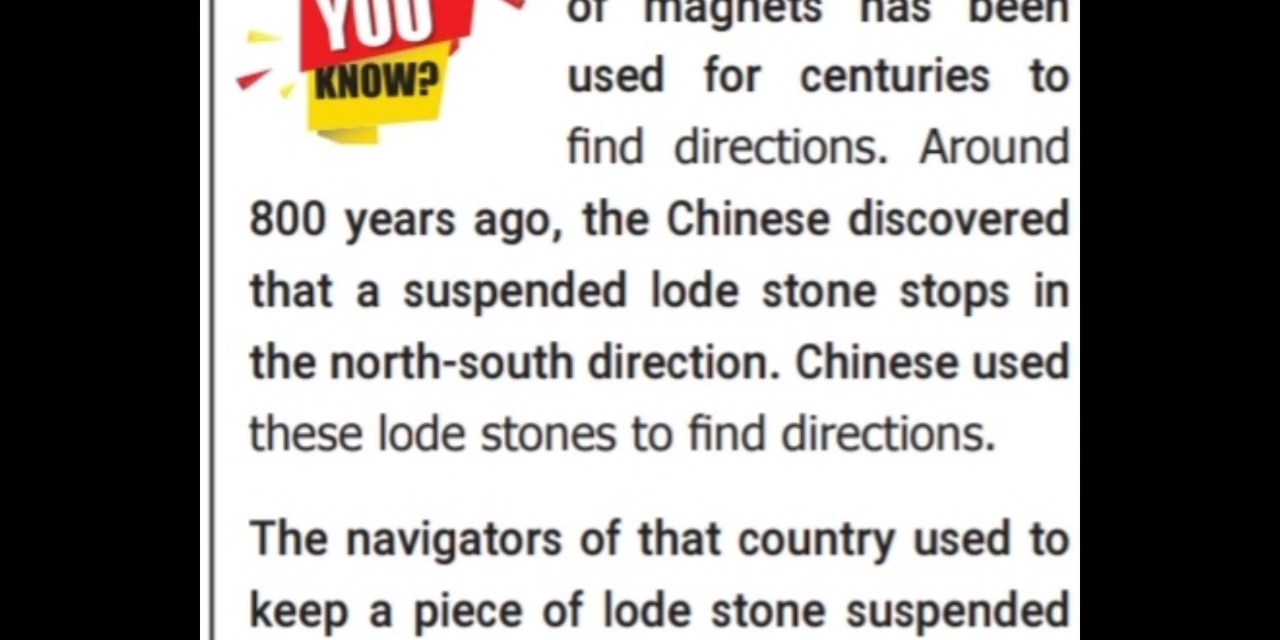 YOU
KNOW?
of magnets has been
used for centuries to
find directions. Around
800 years ago, the Chinese discovered
that a suspended lode stone stops in
the north-south direction. Chinese used
these lode stones to find directions.
The navigators of that country used to
keep a piece of lode stone suspended